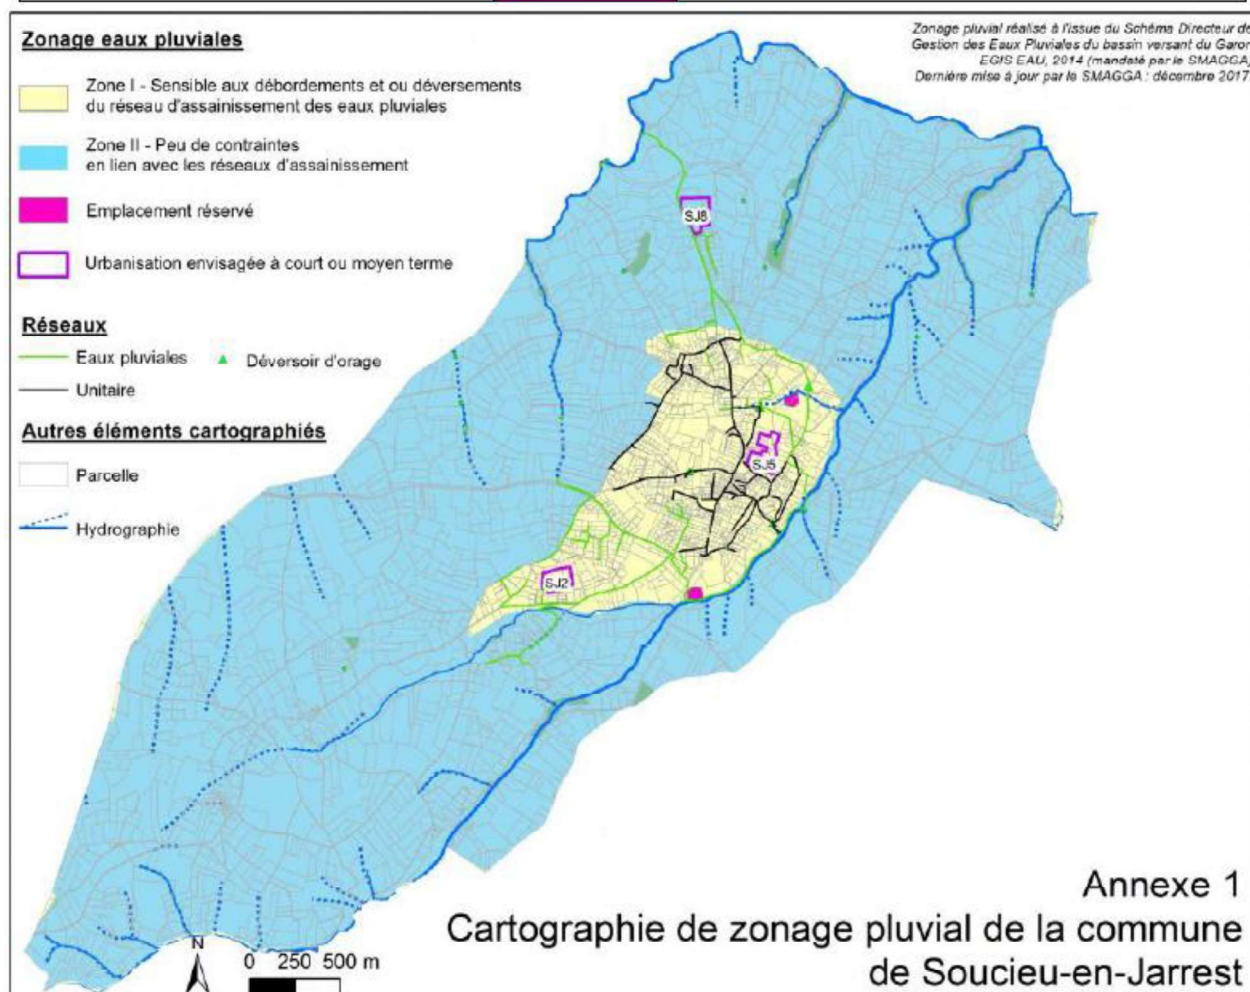 Zonage eaux pluviales
Zone I - Sensible aux débordements et ou déversements
du réseau d'assainissement des eaux pluviales
Zone II - Peu de contraintes
en lien avec les réseaux d'assainissement
Emplacement réservé
Urbanisation envisagée à court ou moyen terme
Réseaux
Eaux pluviales
Déversoir d'orage
Unitaire
Autres éléments cartographiés
Parcelle
Hydrographie
Zonage pluvial réalisé à l'issue du Schéma Directeur de
Gestion des Eaux Pluviales du bassin versant du Garon
EGIS EAU, 2014 (mandaté par le SMAGGA)
Dernière mise à jour par le SMAGGA : décembre 2017
SJ8
SJ5
SJ2
N
0 250 500 m
Annexe 1
Cartographie de zonage pluvial de la commune
de Soucieu-en-Jarrest